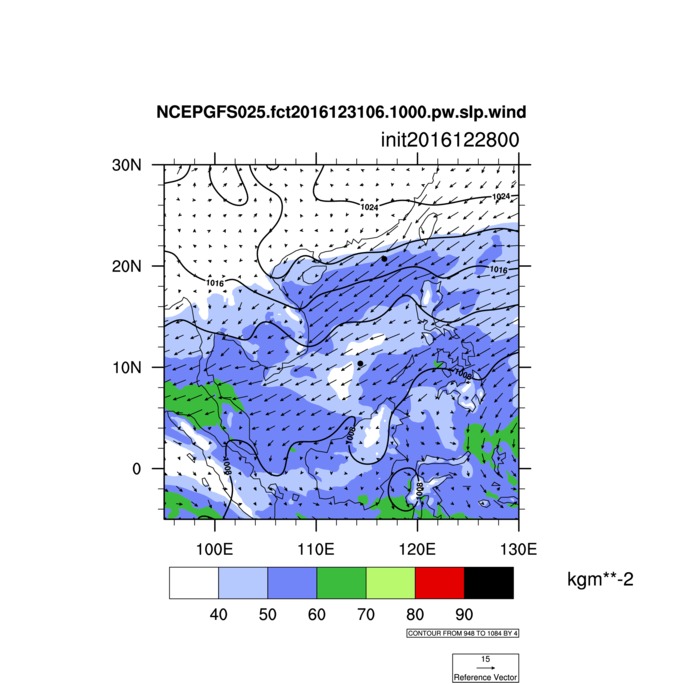 NCEPGFS025.fct2016123106.1000.pw.slp.wind
init2016122800
30N
20N
10N
0
1024
1024
1016
1016
1008
1008
1008
1008
100E 110E 120E 130E
kgm**-2
40 50 60 70 80 90
CONTOUR FROM 948 TO 1084 BY 4
15
Reference Vector